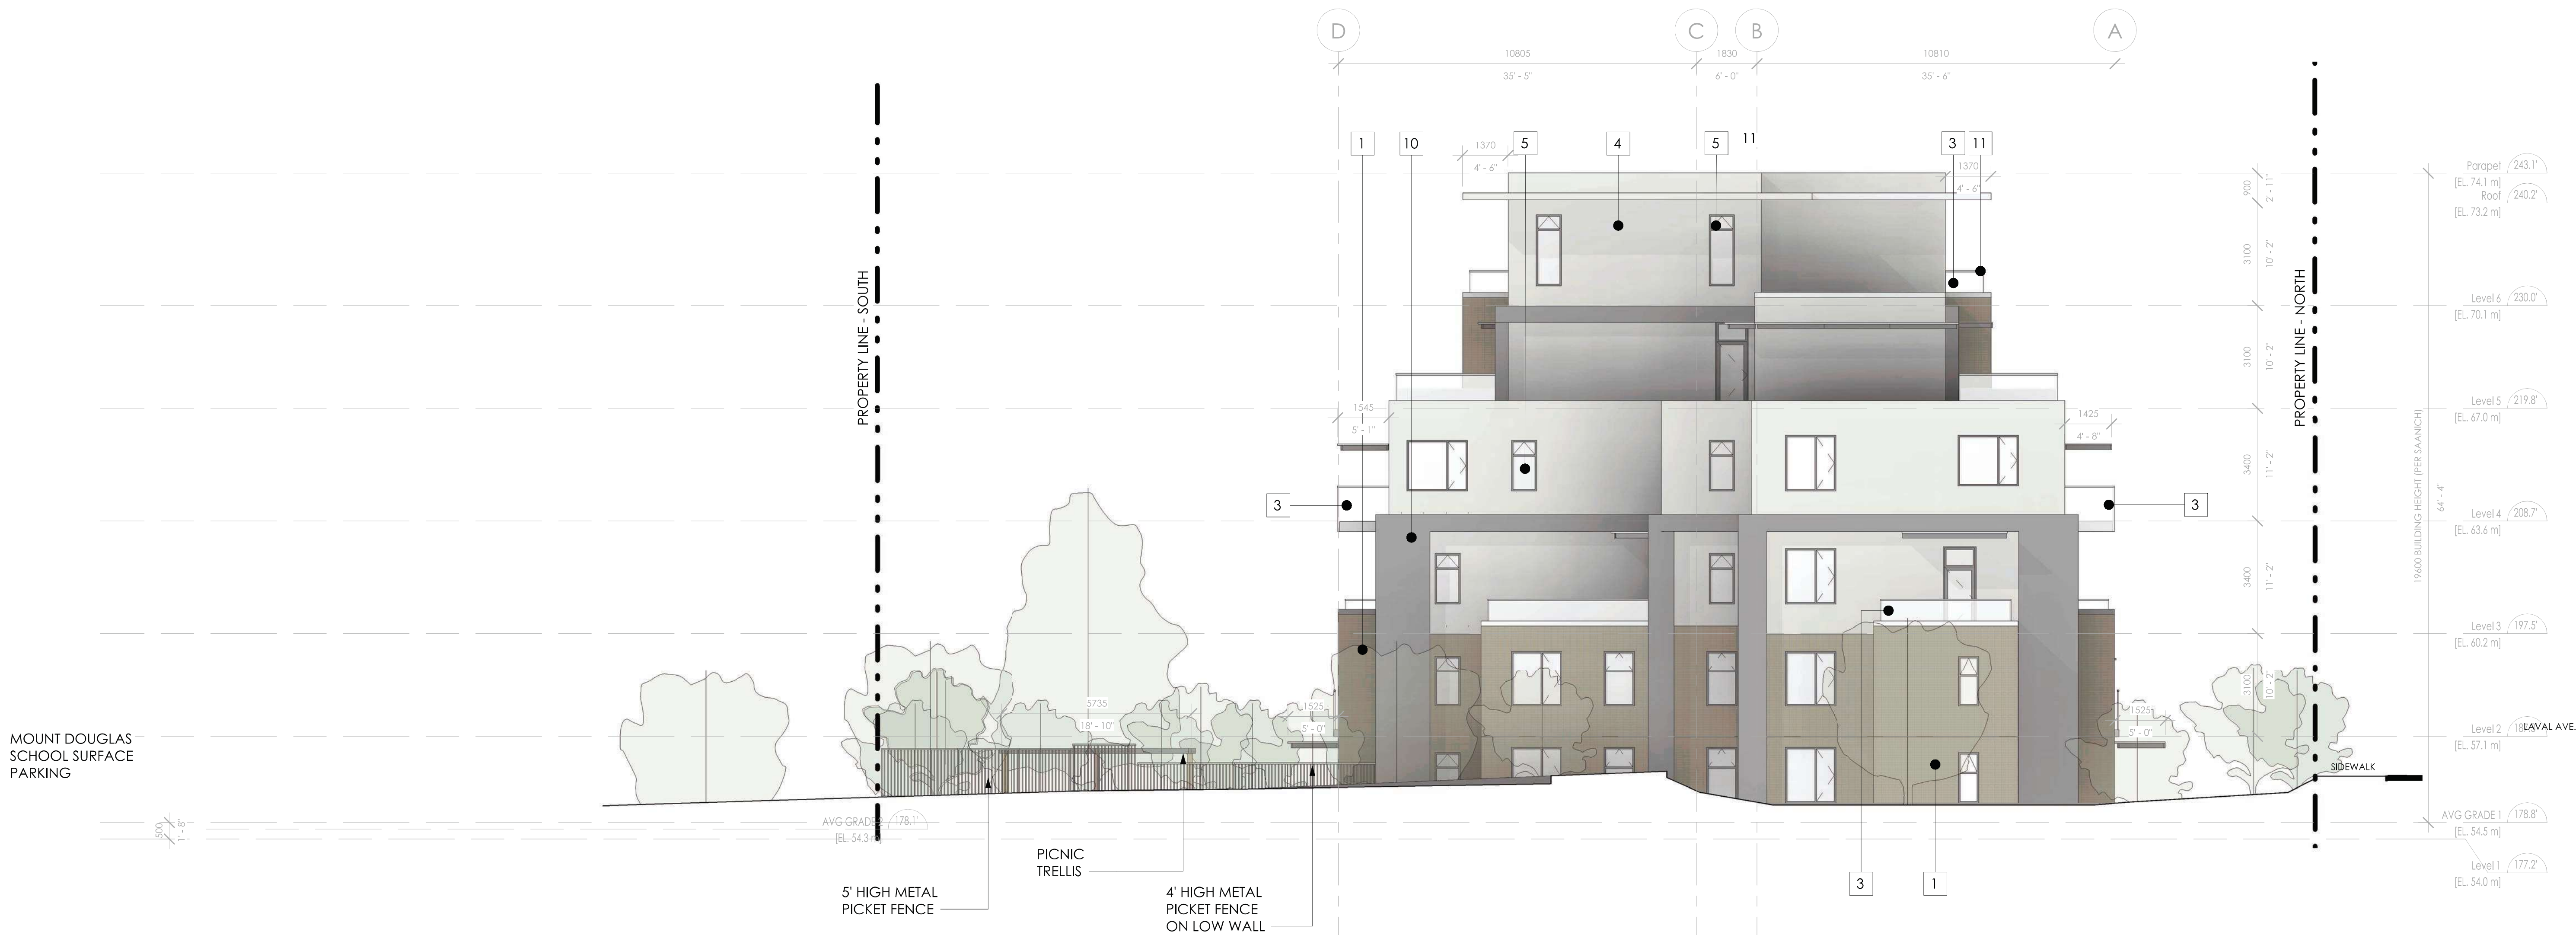 D
C
B
A
10805
1830
10810
35' - 5"
6' - 0"
35' - 6"
1
10
5
4
5
11
3
11
1370
4' - 6"
1370
4' - 6"
Parapet 243.1'
[EL. 74.1 m]
Roof 240.2'
[EL. 73.2 m]
900
2' - 11"
3100
10' - 2"
Level 6 230.0'
[EL. 70.1 m]
3100
10' - 2"
PROPERTY LINE - SOUTH
PROPERTY LINE - NORTH
Level 5 219.8'
[EL. 67.0 m]
1545
5' - 1"
1425
4' - 8"
3400
11' - 2"
19600 BUILDING HEIGHT (PER SAANICH)
64' - 4"
3
3
Level 4 208.7'
[EL. 63.6 m]
3400
11' - 2"
Level 3 197.5'
[EL. 60.2 m]
3100
10' - 2"
5735
18' - 10"
1525
5' - 0"
1525
5' - 0"
Level 2
LAVAL AVE.
[EL. 57.1 m]
MOUNT DOUGLAS
SCHOOL SURFACE
PARKING
SIDEWALK
500
1' - 8"
AVG GRADE 178.1'
[EL. 54.3 m]
AVG GRADE 1 178.8'
[EL. 54.5 m]
Level 1 177.2'
[EL. 54.0 m]
PICNIC
TRELLIS
5' HIGH METAL
PICKET FENCE
4' HIGH METAL
PICKET FENCE
ON LOW WALL
3
1